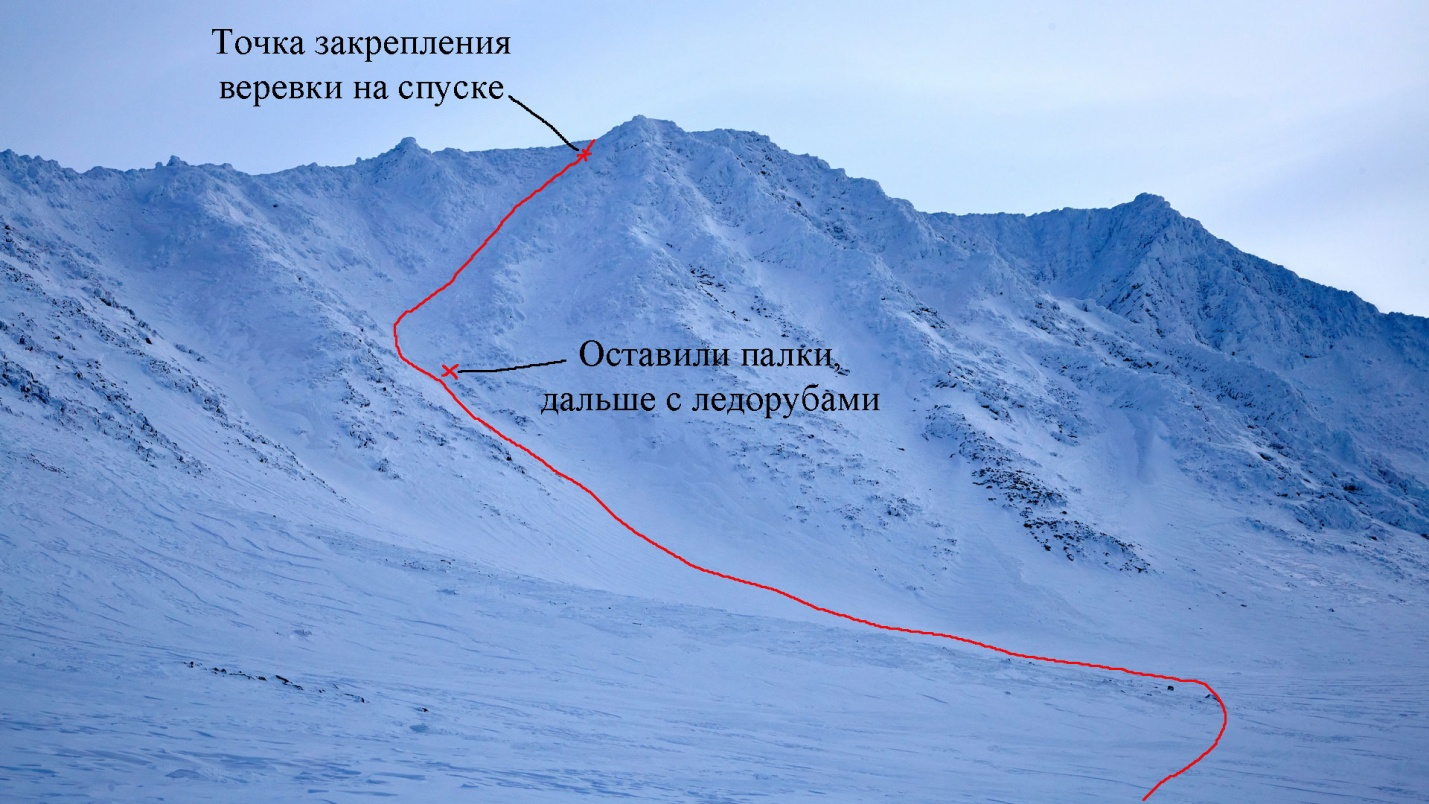 Точка закрепления
веревки на спуске
Оставили палки,
дальше с ледорубами